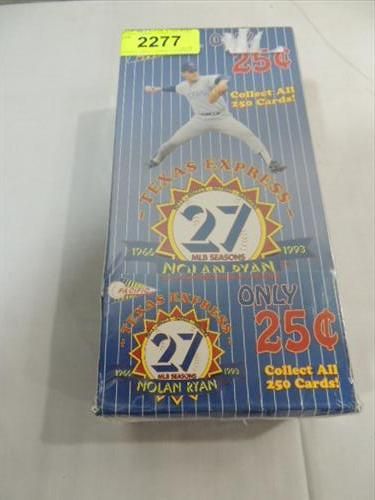 2277
ONLY
25¢
Collect All
250 Cards!
TEXAS EXPRESS
27
1966 MLB SEASONS 1993
NOLAN RYAN
PACIFIC
ONLY
25¢
TEXAS EXPRESS
27
1966 MLB SEASONS 1993
NOLAN RYAN
Collect All
250 Cards!